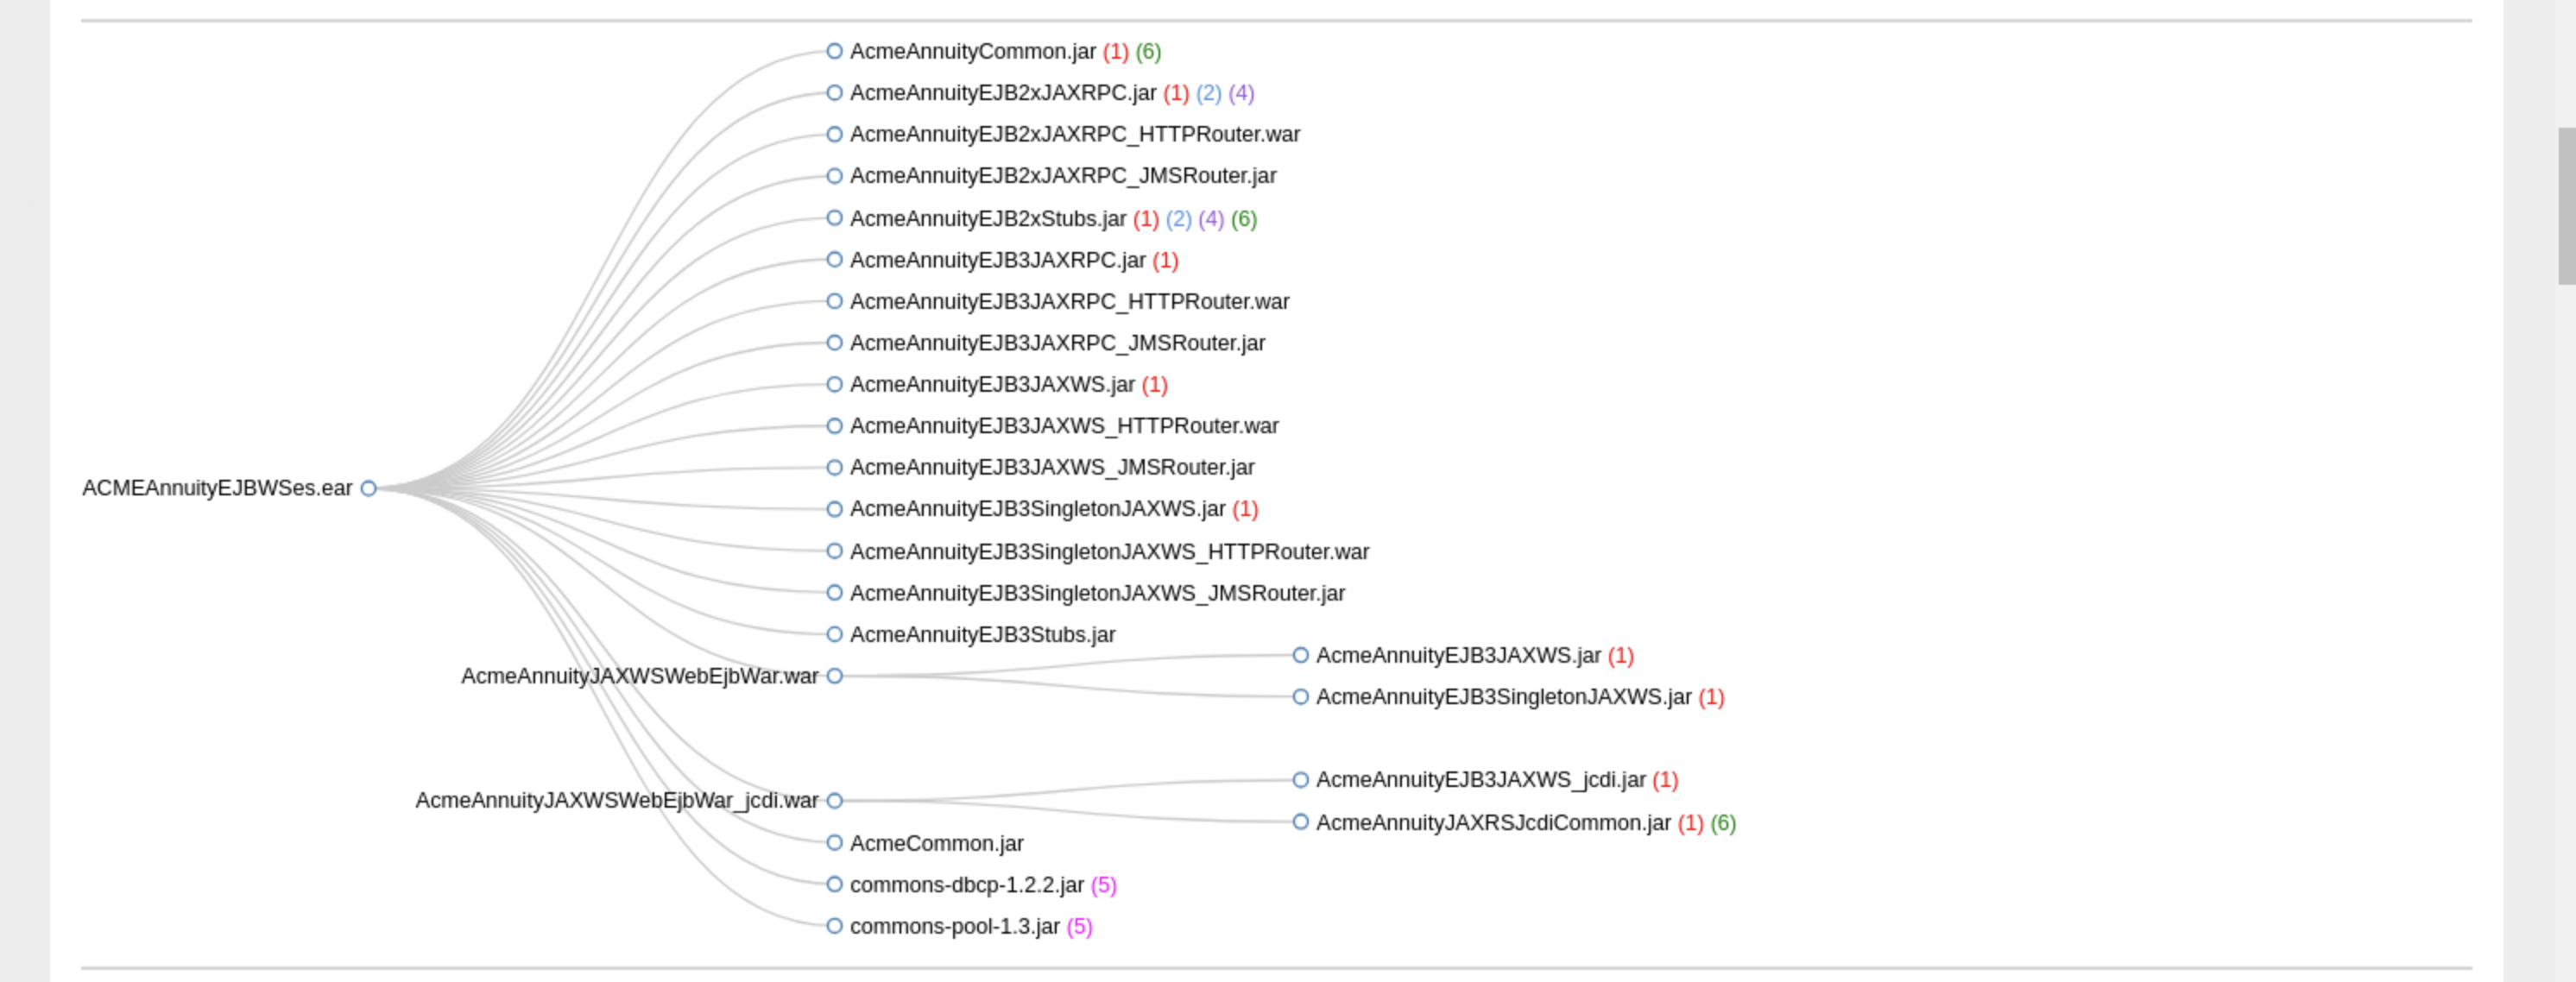 AcmeAnnuityCommon.jar (1) (6)
AcmeAnnuityEJB2xJAXRPC.jar (1) (2) (4)
AcmeAnnuityEJB2xJAXRPC_HTTPRouter.war
AcmeAnnuityEJB2xJAXRPC_JMSRouter.jar
AcmeAnnuityEJB2xStubs.jar (1) (2) (4) (6)
AcmeAnnuityEJB3JAXRPC.jar (1)
AcmeAnnuityEJB3JAXRPC_HTTPRouter.war
AcmeAnnuityEJB3JAXRPC_JMSRouter.jar
AcmeAnnuityEJB3JAXWS.jar (1)
AcmeAnnuityEJB3JAXWS_HTTPRouter.war
AcmeAnnuityEJB3JAXWS_JMSRouter.jar
ACMEAnnuityEJBWSes.ear
AcmeAnnuityEJB3SingletonJAXWS.jar (1)
AcmeAnnuityEJB3SingletonJAXWS_HTTPRouter.war
AcmeAnnuityEJB3SingletonJAXWS_JMSRouter.jar
AcmeAnnuityEJB3Stubs.jar
AcmeAnnuityJAXWSWebEjbWar.war
AcmeAnnuityEJB3JAXWS.jar (1)
AcmeAnnuityEJB3SingletonJAXWS.jar (1)
AcmeAnnuityJAXWSWebEjbWar_jcdi.war
AcmeAnnuityEJB3JAXWS_jcdi.jar (1)
AcmeAnnuityJAXRSJcdiCommon.jar (1) (6)
AcmeCommon.jar
commons-dbcp-1.2.2.jar (5)
commons-pool-1.3.jar (5)